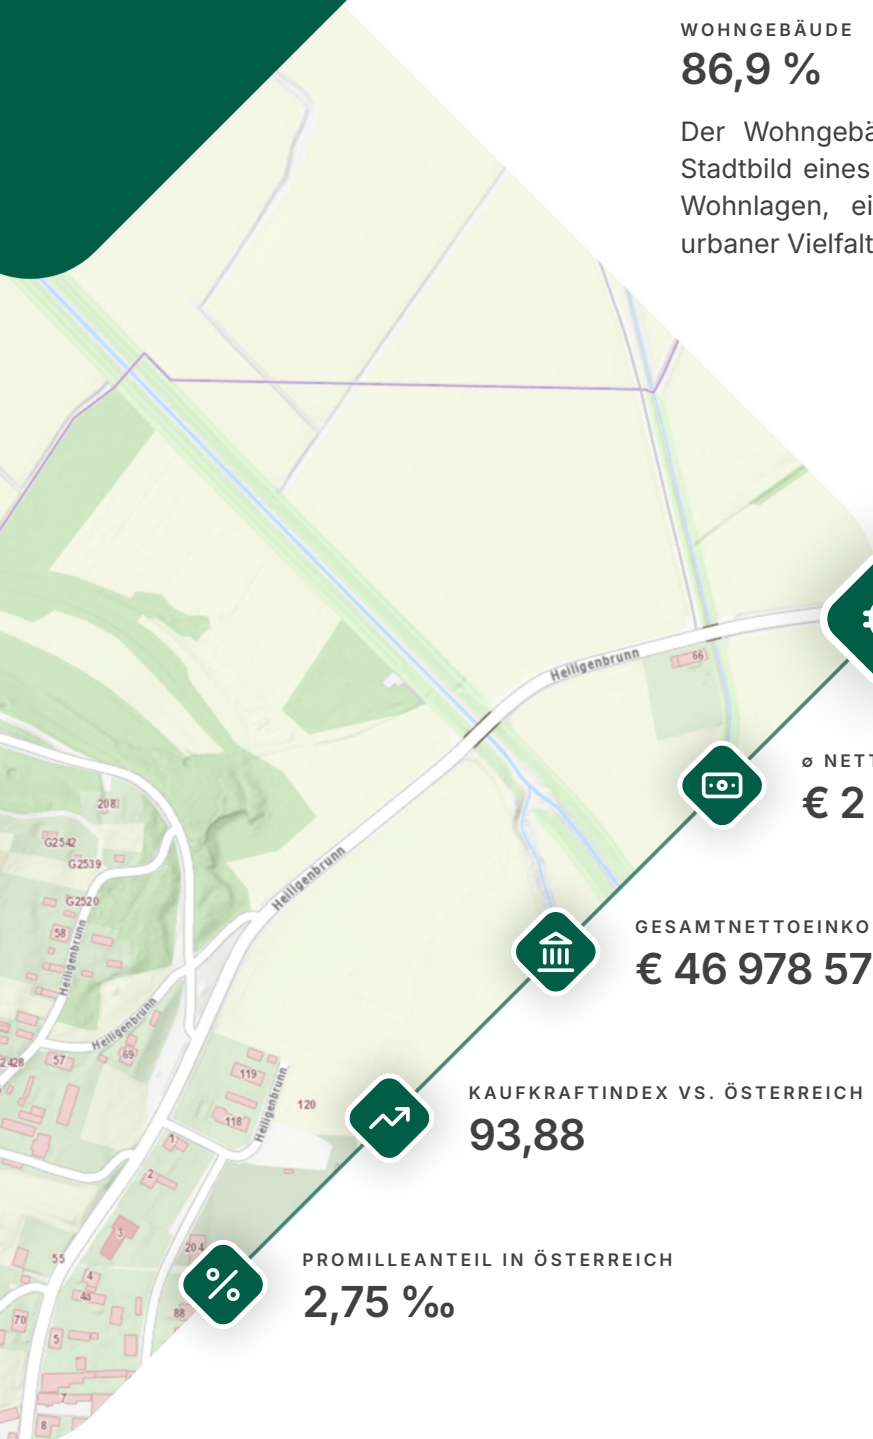 WOHNGEBÄUDE
86,9 %
Der Wohngebä
Stadtbild eines
Wohnlagen, ei
urbaner Vielfalt
Heiligenbrunn
66
ø NETT
€ 2
208
G2542
G2539
G2520
58
Heiligenbrunn
Heiligenbrunn
GESAMTNETTOEINKO
€ 46 978 57
Heiligenbrunn
2428
57
69
119
118
Heiligenbrunn
120
KAUFKRAFTINDEX VS. ÖSTERREICH
93,88
1
2
3
204
55
4
4a
PROMILLEANTEIL IN ÖSTERREICH
2,75 ‰
70
5
88
7
8